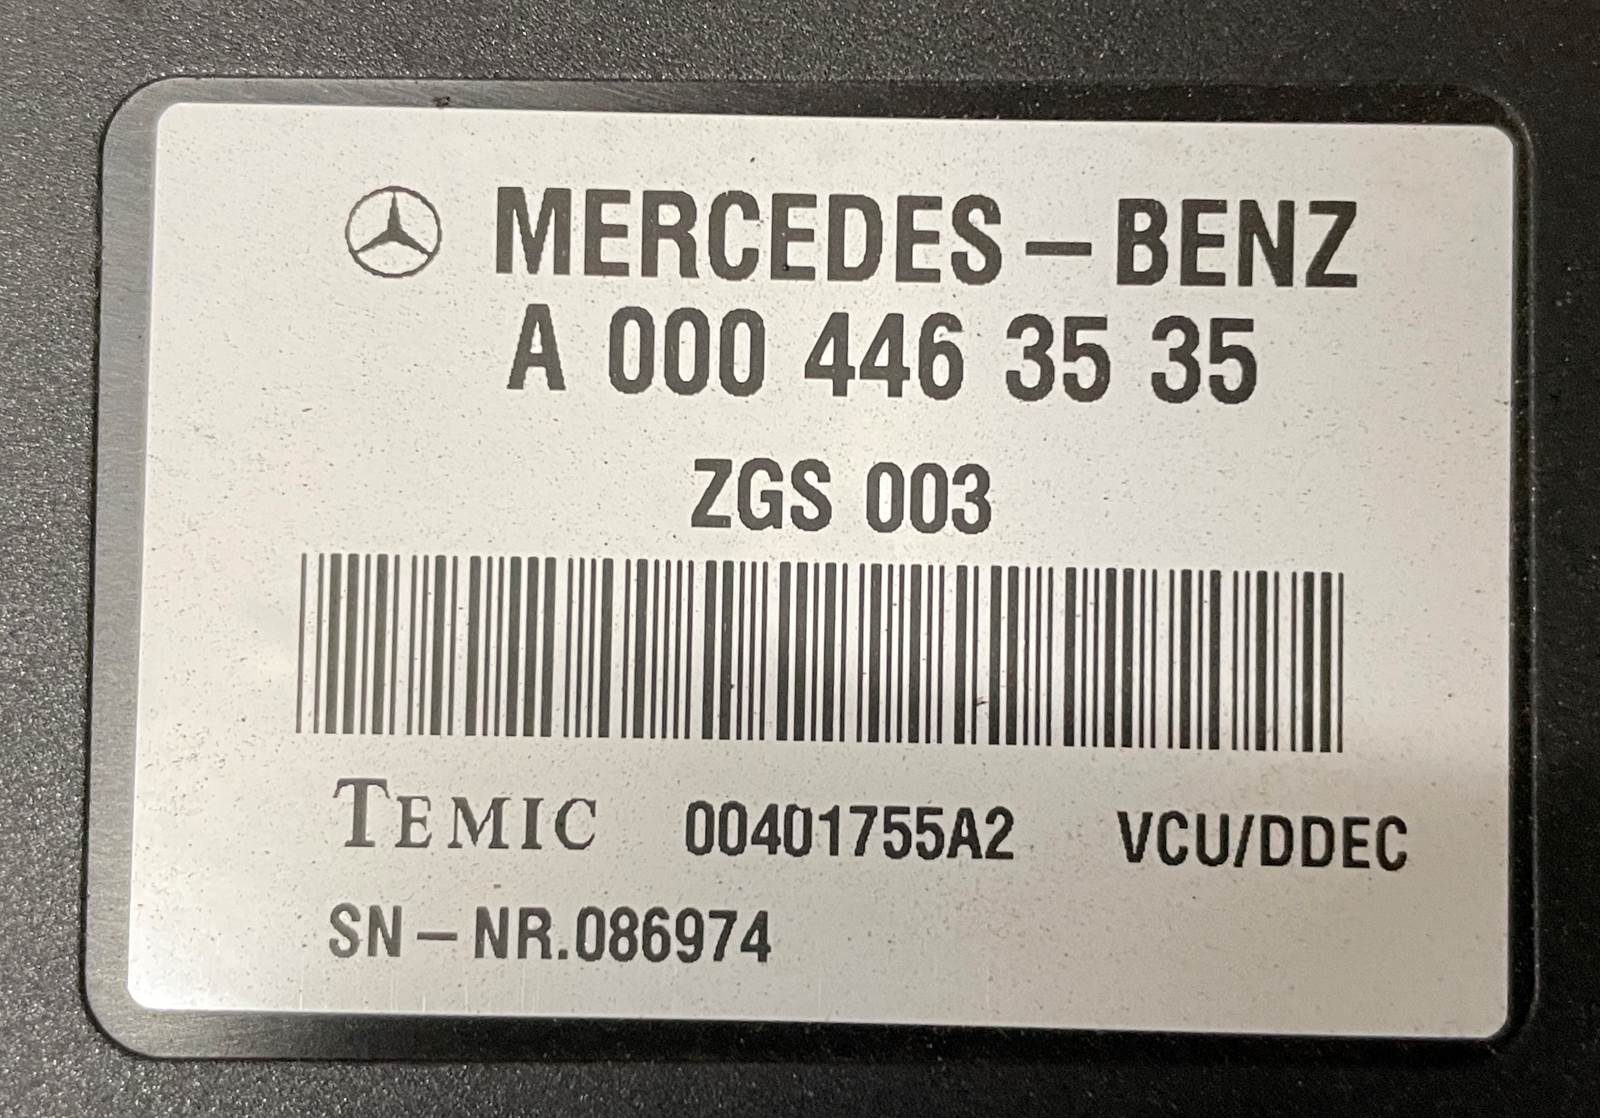 MERCEDES-BENZ
A 000 446 35 35
ZGS 003
TEMIC 00401755A2 VCU/DDEC
SN-NR.086974